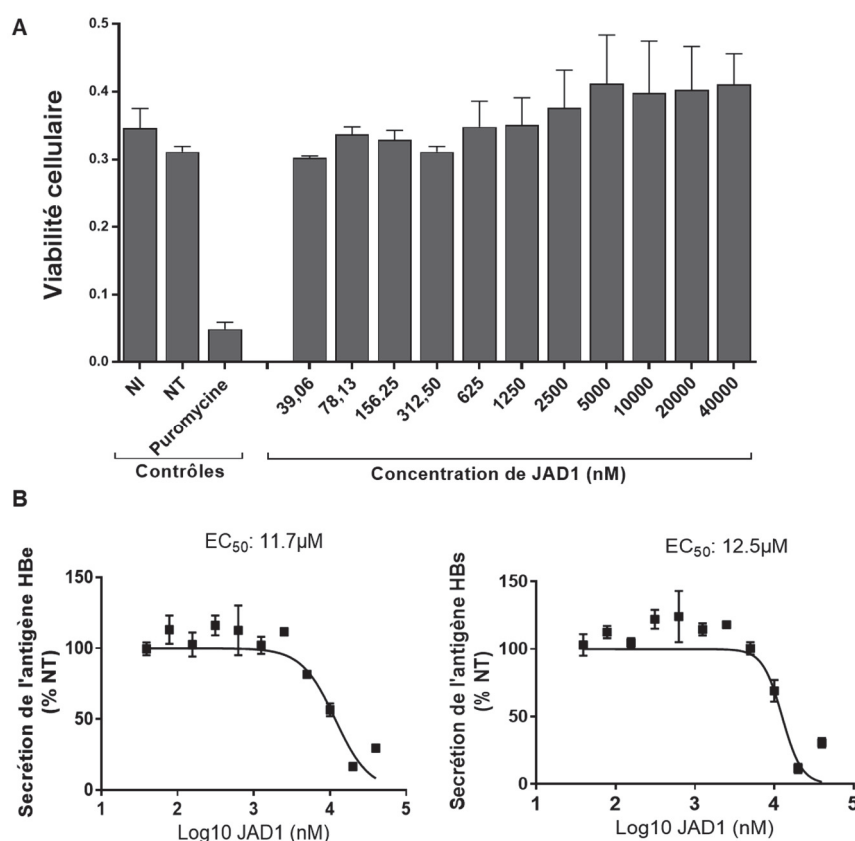 A
Viabilité cellulaire
0.5
0.4
0.3
0.2
0.1
0.0
NI
NT
Puromycine
39,06
78,13
156.25
312,50
625
1250
2500
5000
10000
20000
40000
Contrôles
Concentration de JAD1 (nM)
B
EC50: 11.7µM
Secrétion de l'antigène HBe
(% NT)
150
100
50
0
1 2 3 4 5
Log10 JAD1 (nM)
EC50: 12.5µM
Secrétion de l'antigène HBs
(% NT)
150
100
50
0
1 2 3 4 5
Log10 JAD1 (nM)